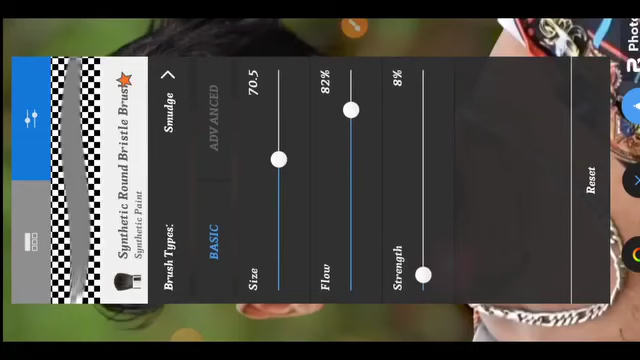 Synthetic Round Bristle Brush
Synthetic Paint
Brush Types:
Smudge
BASIC
ADVANCED
Size
70.5
Flow
82%
Strength
8%
Reset